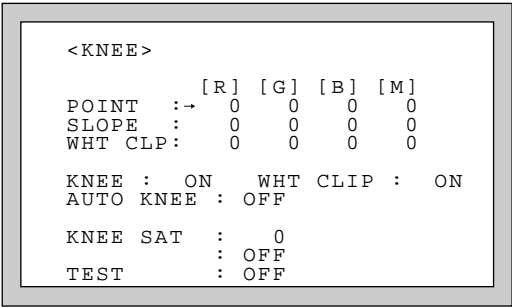 <KNEE>
[R] [G] [B] [M]
POINT :→ 0 0 0 0
SLOPE : 0 0 0 0
WHT CLP: 0 0 0 0
KNEE : ON WHT CLIP : ON
AUTO KNEE : OFF
KNEE SAT : 0
: OFF
TEST : OFF